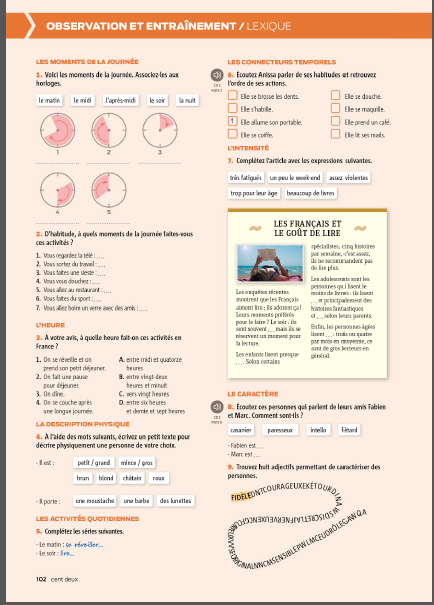 OBSERVATION ET ENTRAÎNEMENT / LEXIQUE
LES MOMENTS DE LA JOURNÉE
1. Voici les moments de la journée. Associez-les aux
horloges.
le matin
le midi
l'après-midi
le soir
la nuit
1
2
3
4
5
2. D'habitude, à quels moments de la journée faites-vous
ces activités ?
1. Vous regardez la télé : ....
2. Vous sortez du travail : ....
3. Vous faites une sieste : ....
4. Vous vous douchez : ....
5. Vous allez au restaurant : ....
6. Vous faites du sport : ....
7. Vous allez boire un verre avec des amis : ....
L'HEURE
3. À votre avis, à quelle heure fait-on ces activités en
France ?
1. On se réveille et on
prend son petit déjeuner.
2. On fait une pause
pour déjeuner.
3. On dîne.
4. On se couche après
une longue journée.
A. entre midi et quatorze
heures
B. entre vingt-deux
heures et minuit
C. vers vingt heures
D. entre six heures
et demie et sept heures
LA DESCRIPTION PHYSIQUE
4. À l'aide des mots suivants, écrivez un petit texte pour
décrire physiquement une personne de votre choix.
- Il est :
petit / grand
mince / gros
brun
blond
châtain
roux
- Il porte :
une moustache
une barbe
des lunettes
LES ACTIVITÉS QUOTIDIENNES
5. Complétez les séries suivantes.
- Le matin : se réveiller...
- Le soir : lire...
102 cent deux
LES CONNECTEURS TEMPORELS
6. Écoutez Anissa parler de ses habitudes et retrouvez
l'ordre de ses actions.
Elle se brosse les dents.
Elle s'habille.
1 Elle allume son portable.
Elle se coiffe.
Elle se douche.
Elle se maquille.
Elle prend un café.
Elle lit ses mails.
L'INTENSITÉ
7. Complétez l'article avec les expressions suivantes.
très fatigués
un peu le week-end
assez violentes
trop pour leur âge
beaucoup de livres
LES FRANÇAIS ET
LE GOÛT DE LIRE
Les enquêtes récentes
montrent que les Français
aiment lire ; ils adorent ça !
Leurs moments préférés
pour le faire ? Le soir : ils
sont souvent ... mais ils se
réservent un moment pour
la lecture.
Les enfants lisent presque
.... Selon certains
spécialistes, cinq histoires
par semaine, c'est assez,
ils ne recommandent pas
de lire plus.
Les adolescents sont les
personnes qui lisent le
moins de livres : ils lisent
... et principalement des
histoires fantastiques
et ..., selon leurs parents.
Enfin, les personnes âgées
lisent ... : trois ou quatre
par mois en moyenne, ce
sont de gros lecteurs en
général.
LE CARACTÈRE
8. Écoutez ces personnes qui parlent de leurs amis Fabien
et Marc. Comment sont-ils ?
casanier
paresseux
intello
fêtard
- Fabien est ....
- Marc est ....
9. Trouvez huit adjectifs permettant de caractériser des
personnes.